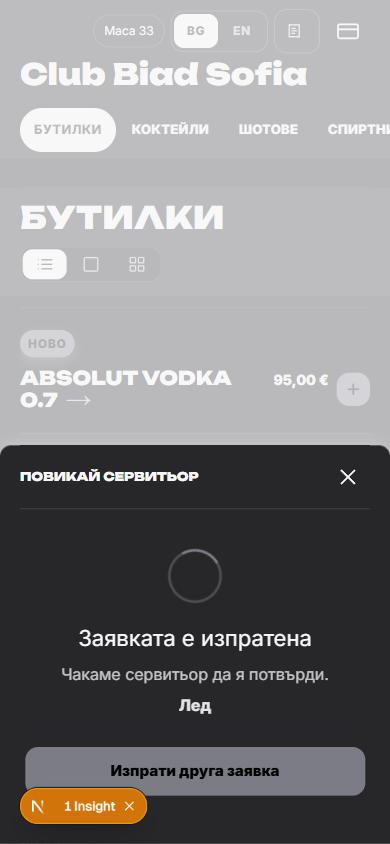 Маса 33
BG
EN
Club Biad Sofia
БУТИЛКИ
КОКТЕЙЛИ
ШОТОВЕ
СПИРТНИ
БУТИЛКИ
НОВО
ABSOLUT VODKA
0.7 →
95,00 €
+
ПОВИКАЙ СЕРВИТЬОР
Заявката е изпратена
Чакаме сервитьор да я потвърди.
Лед
Изпрати друга заявка
N 1 Insight ×